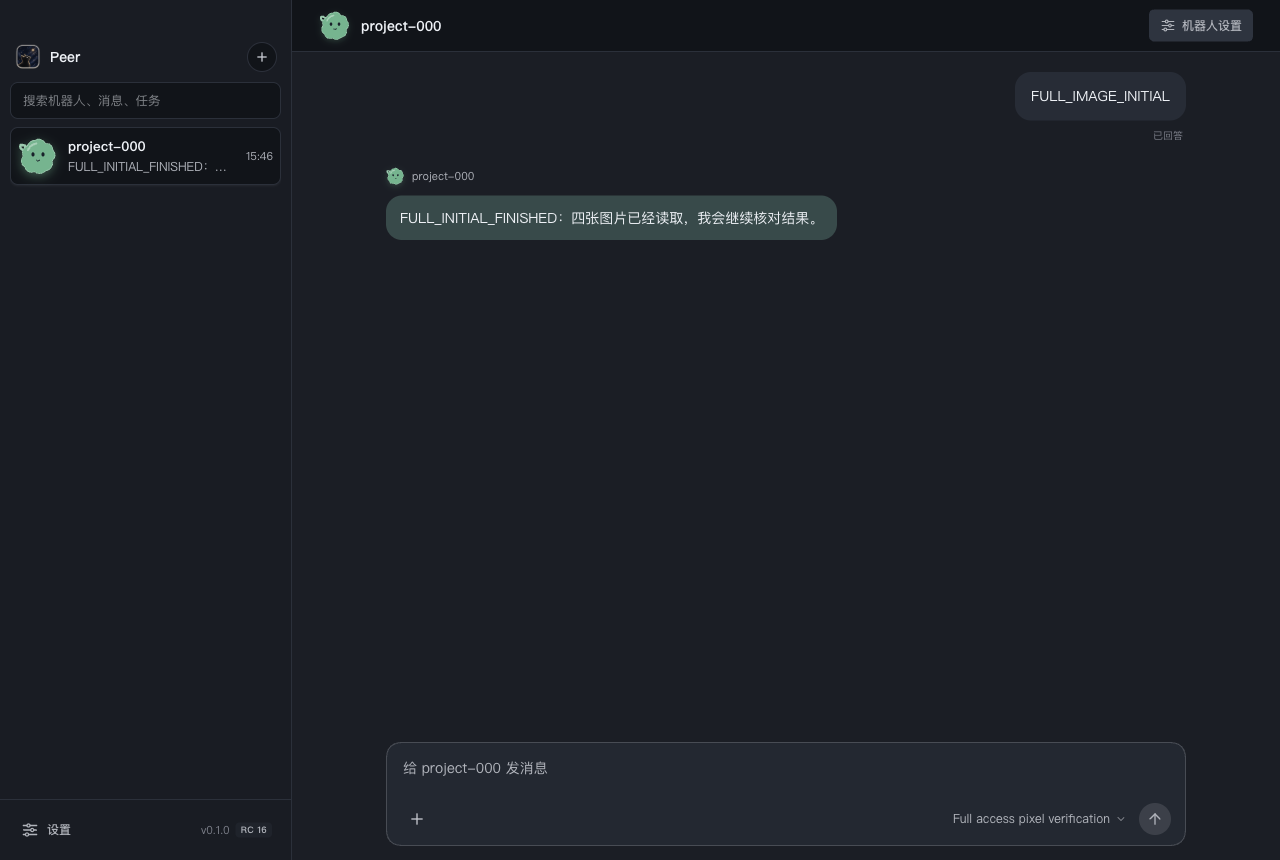 Peer
搜索机器人、消息、任务
project-000
15:46
FULL_INITIAL_FINISHED：...
设置
v0.1.0
RC 16
project-000
机器人设置
FULL_IMAGE_INITIAL
已回答
project-000
FULL_INITIAL_FINISHED：四张图片已经读取，我会继续核对结果。
给 project-000 发消息
Full access pixel verification